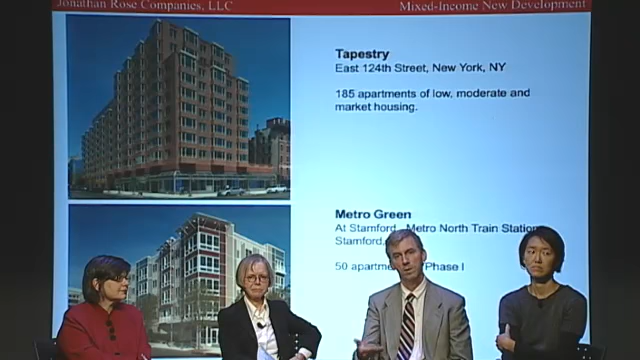 Jonathan Rose Companies, LLC
Mixed-Income New Development
Tapestry
East 124th Street, New York, NY
185 apartments of low, moderate and
market housing.
Metro Green
At Stamford, Metro North Train Station
Stamford,
50 Phase I